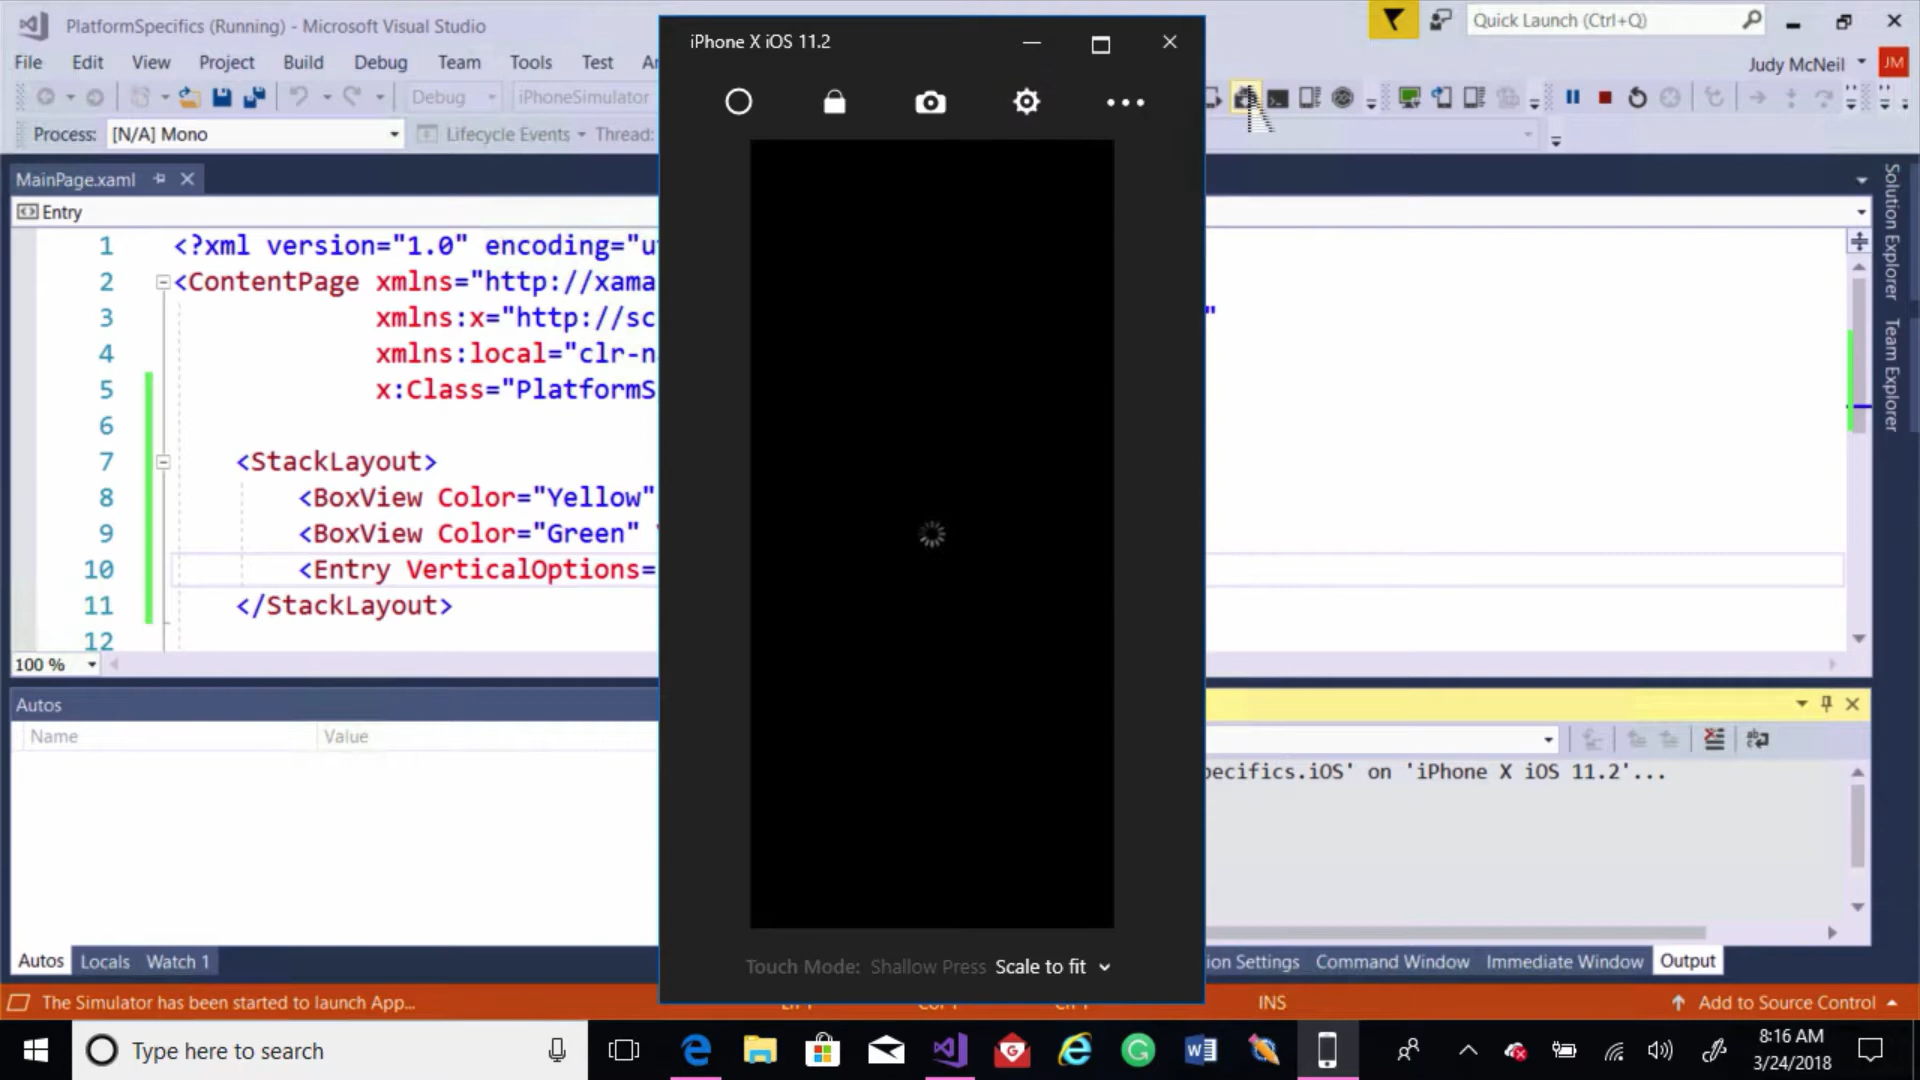 PlatformSpecifics (Running) - Microsoft Visual Studio
Quick Launch (Ctrl+Q)
File Edit View Project Build Debug Team Tools Test
Judy McNeil JM
Debug iPhoneSimulator
Process: [N/A] Mono Lifecycle Events Thread:
iPhone X iOS 11.2
MainPage.xaml
Entry
1 <?xml version="1.0" encoding="u
2 <ContentPage xmlns="http://xama
3 xmlns:x="http://sc "
4 xmlns:local="clr-n
5 x:Class="PlatformS
6
7 <StackLayout>
8 <BoxView Color="Yellow"
9 <BoxView Color="Green"
10 <Entry VerticalOptions=
11 </StackLayout>
12
100 %
Solution Explorer
Team Explorer
Autos
Name Value
pecifics.iOS' on 'iPhone X iOS 11.2'...
Autos Locals Watch 1
Touch Mode: Shallow Press Scale to fit
ion Settings Command Window Immediate Window Output
The Simulator has been started to launch App...
INS
Add to Source Control
Type here to search
8:16 AM
3/24/2018